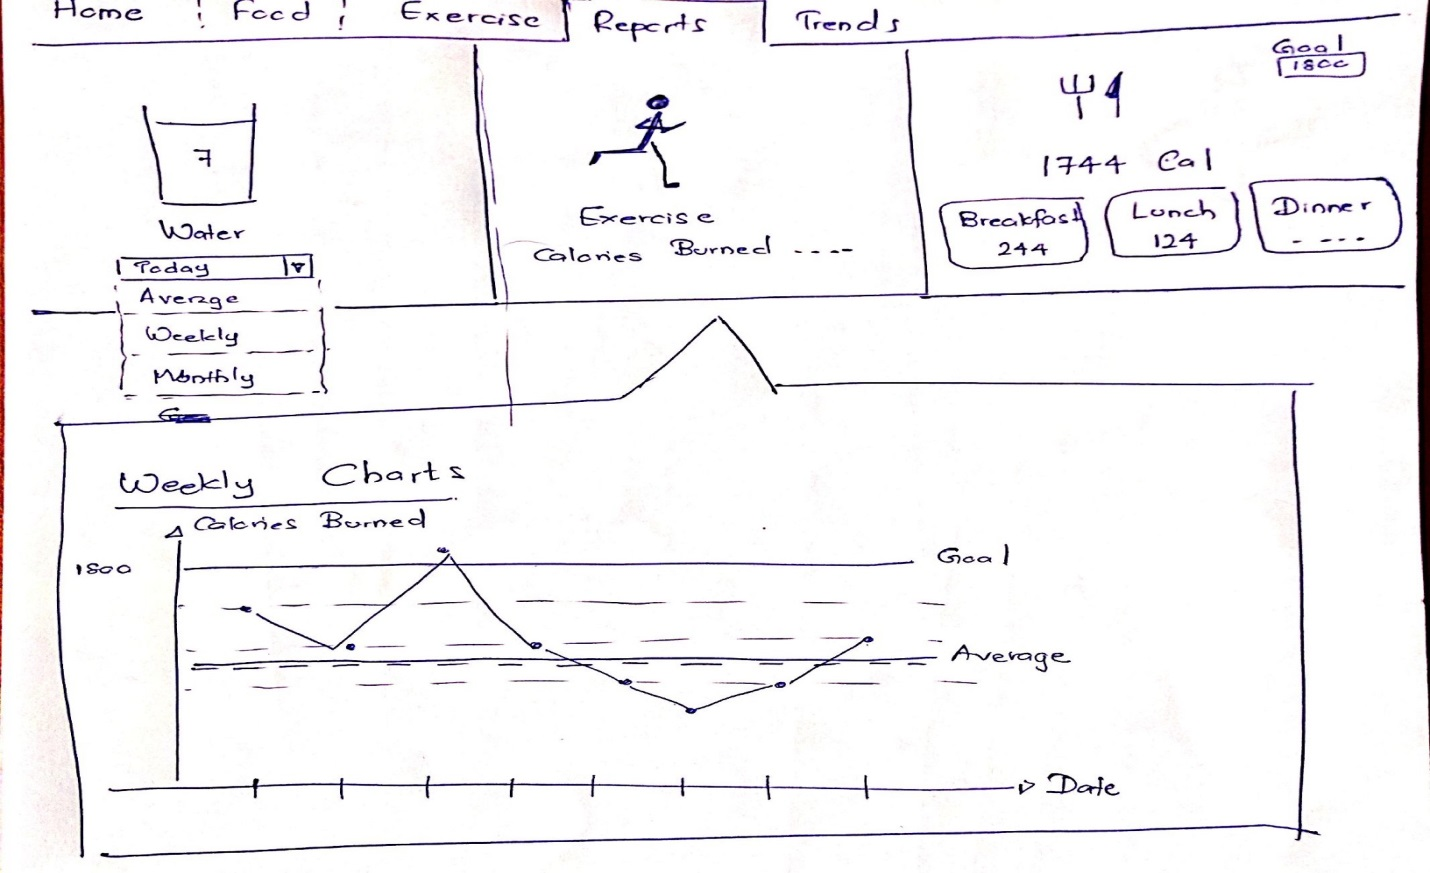 Home Food Exercise Reports Trends
7
Water
Today
Average
Weekly
Monthly
Exercise
Calories Burned ----
Goal
1800
1744 Cal
Breakfast
244
Lunch
124
Dinner
----
Weekly Charts
Calories Burned
1800
Goal
Average
Date